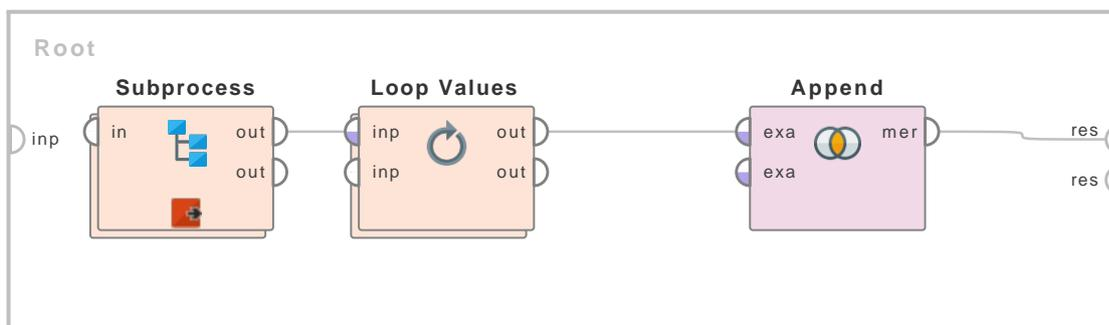 Root
Subprocess Loop Values Append
inp in out inp out exa mer res
out inp out exa res